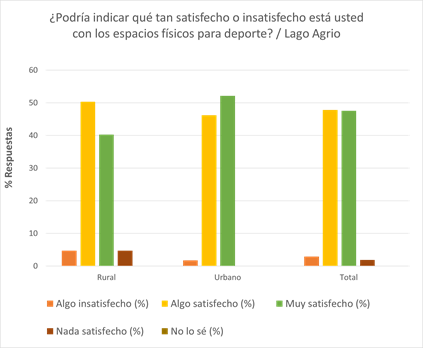 ¿Podría indicar qué tan satisfecho o insatisfecho está usted
con los espacios físicos para deporte? / Lago Agrio
60
50
40
30
20
10
0
% Respuestas
Rural Urbano Total
Algo insatisfecho (%) Algo satisfecho (%) Muy satisfecho (%)
Nada satisfecho (%) No lo sé (%)